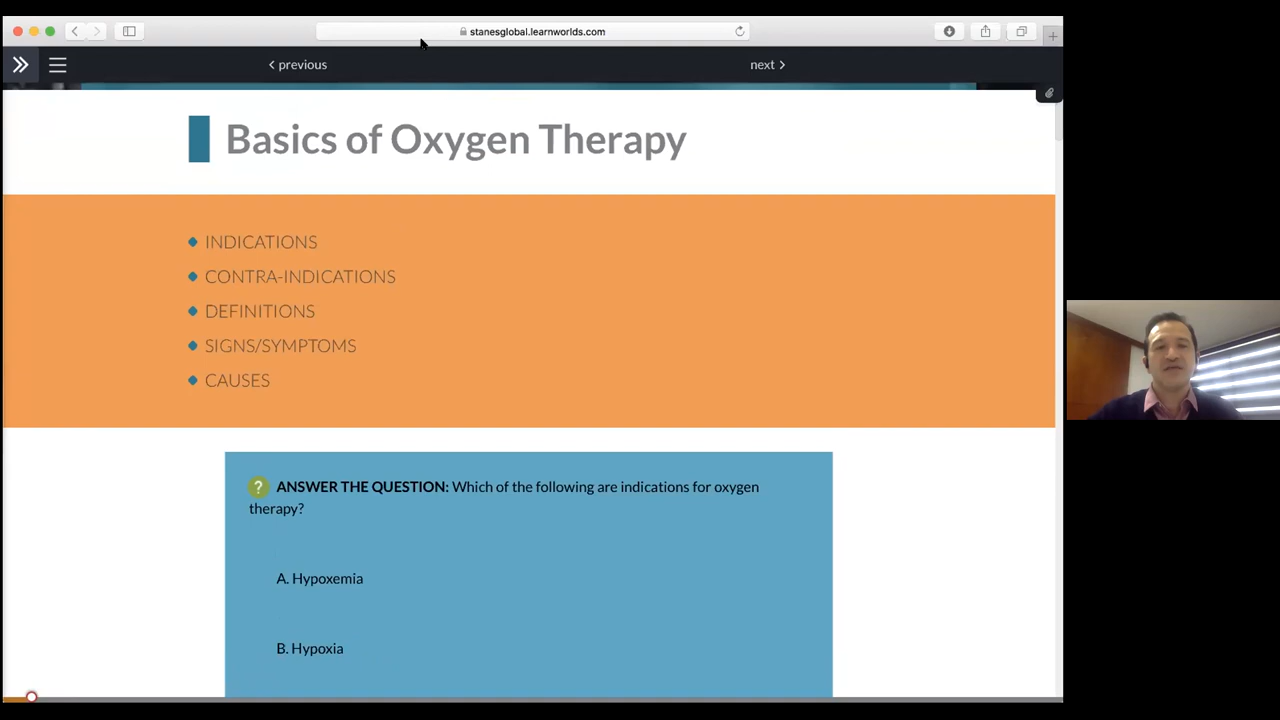 stanesglobal.learnworlds.com
previous
next
Basics of Oxygen Therapy
INDICATIONS
CONTRA-INDICATIONS
DEFINITIONS
SIGNS/SYMPTOMS
CAUSES
? ANSWER THE QUESTION: Which of the following are indications for oxygen
therapy?
A. Hypoxemia
B. Hypoxia